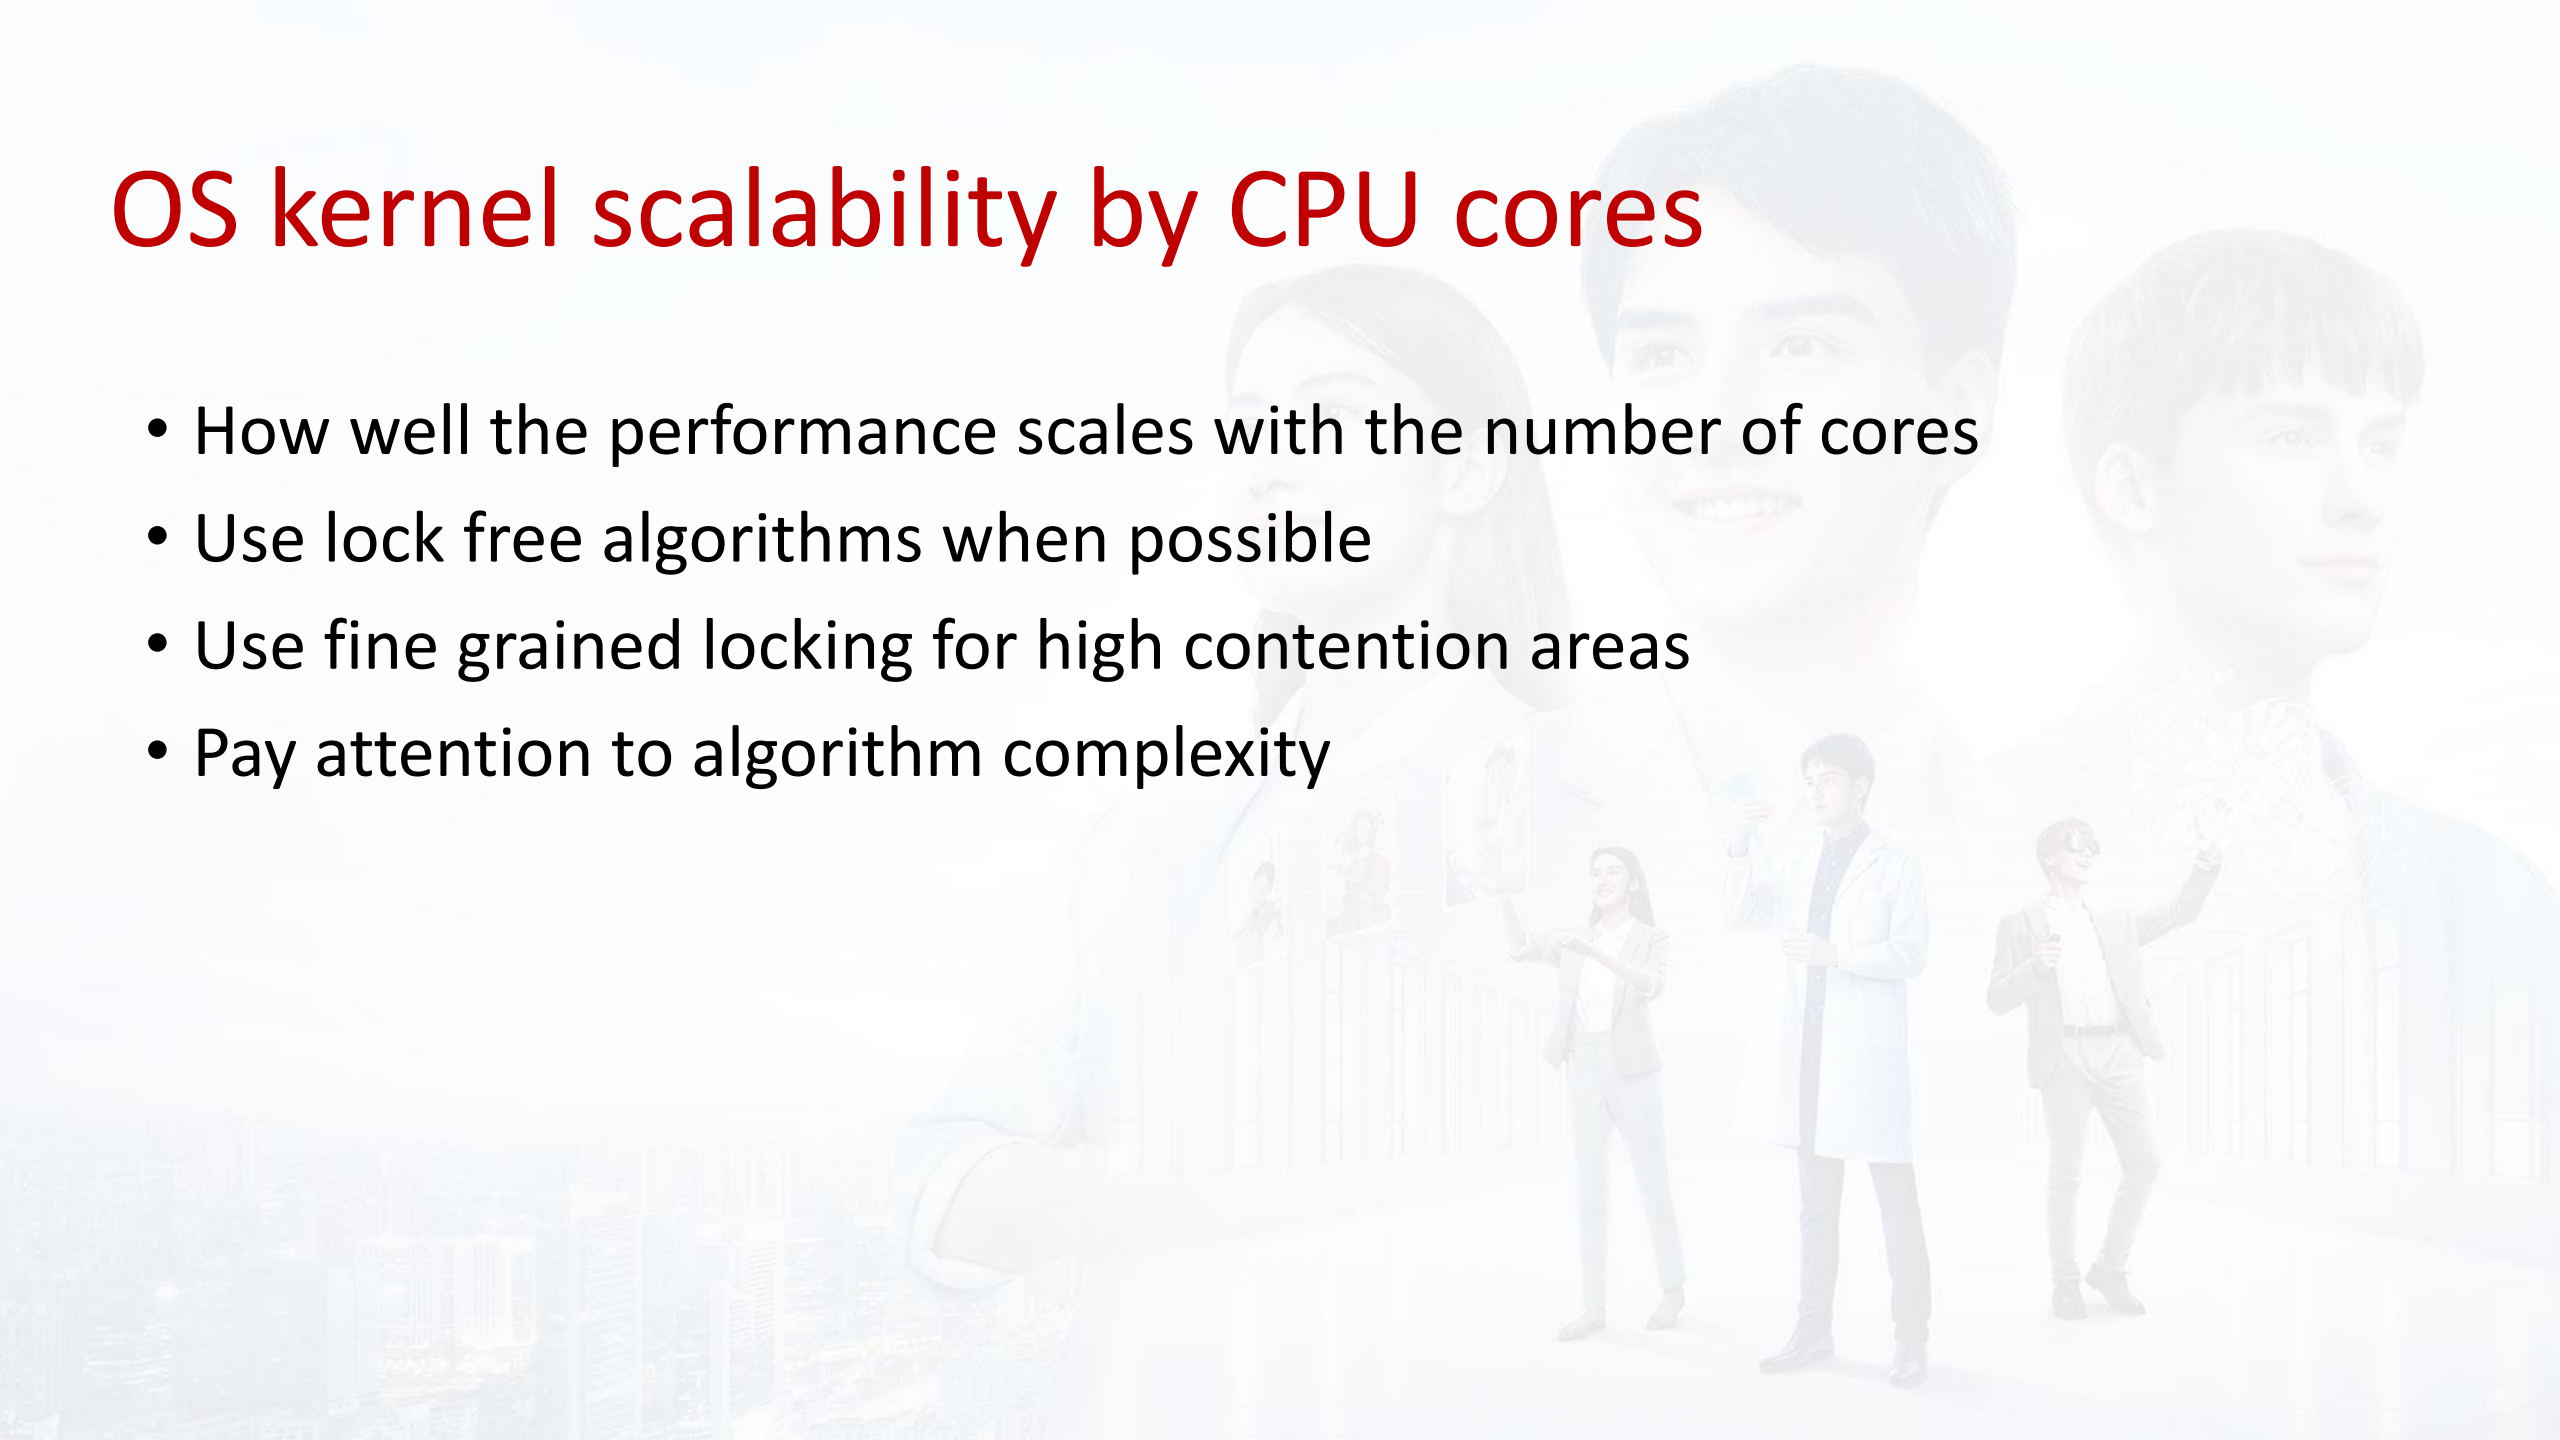 OS kernel scalability by CPU cores
• How well the performance scales with the number of cores
• Use lock free algorithms when possible
• Use fine grained locking for high contention areas
• Pay attention to algorithm complexity